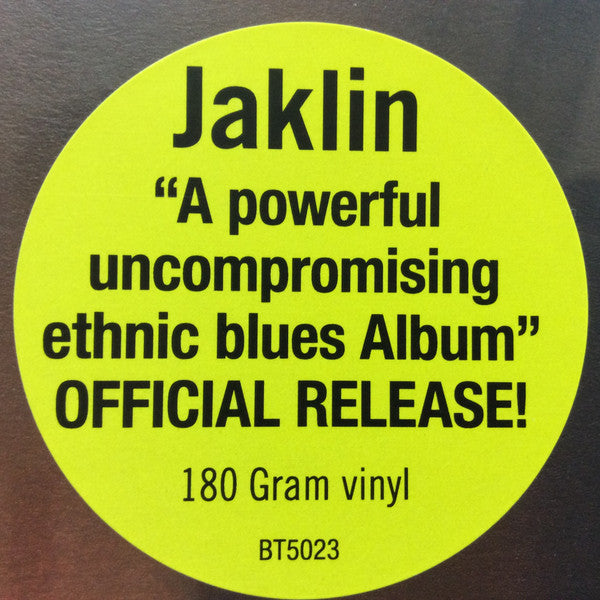 Jaklin
“A powerful
uncompromising
ethnic blues Album”
OFFICIAL RELEASE!
180 Gram vinyl
BT5023